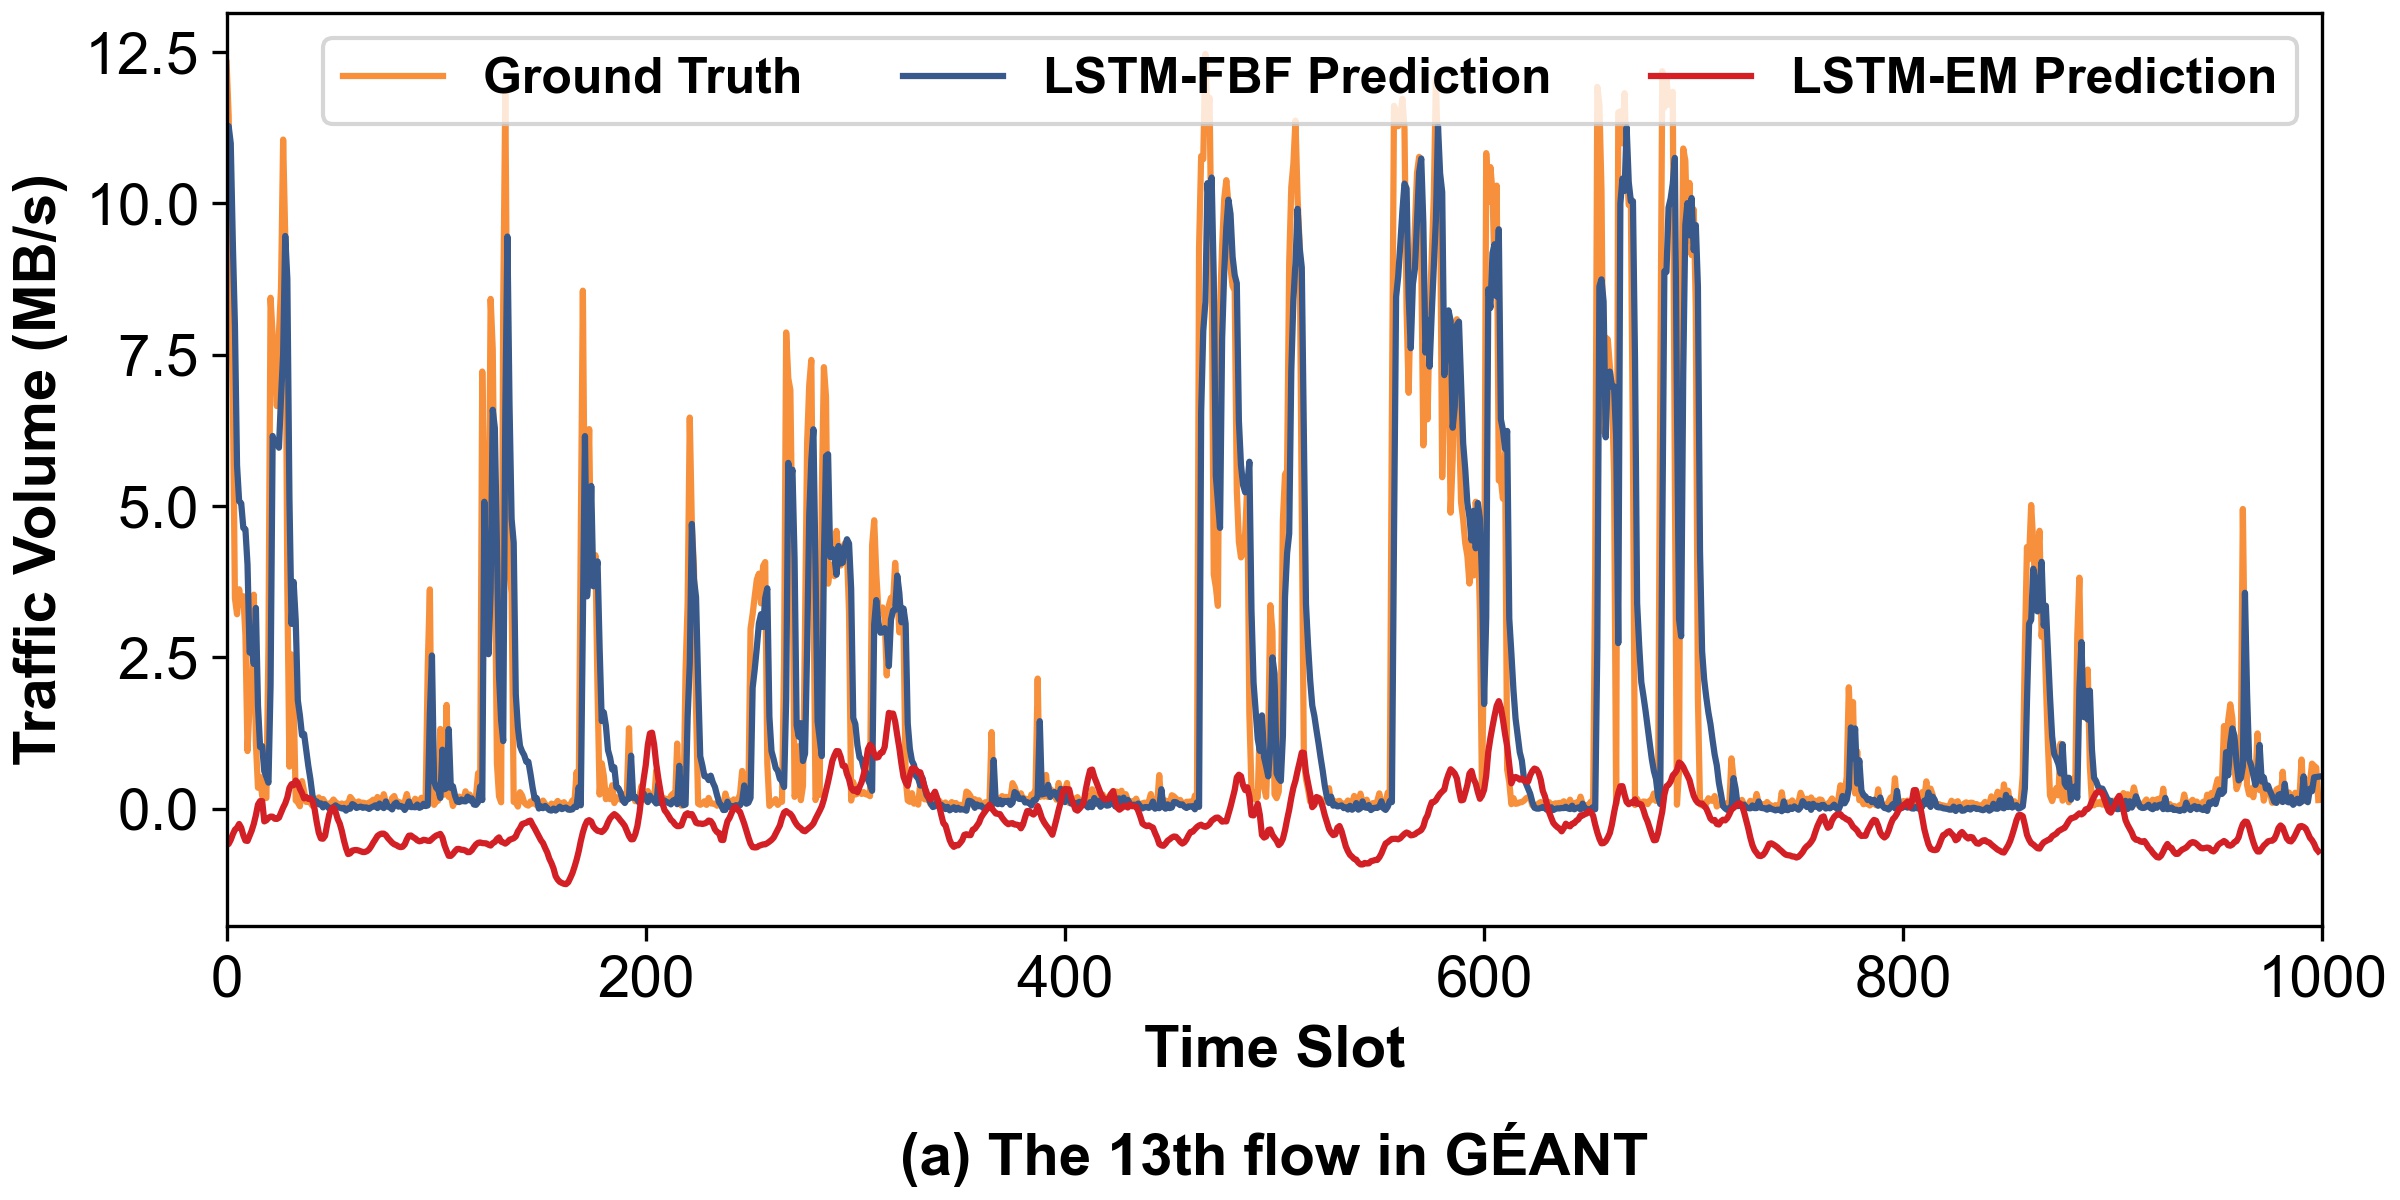 Ground Truth LSTM-FBF Prediction LSTM-EM Prediction
Traffic Volume (MB/s)
12.5
10.0
7.5
5.0
2.5
0.0
0 200 400 600 800 1000
Time Slot
(a) The 13th flow in GÉANT